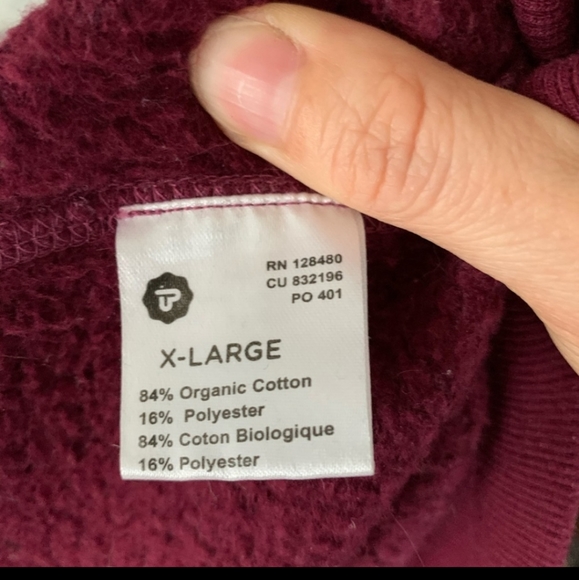 RN 128480
CU 832196
PO 401
X-LARGE
84% Organic Cotton
16% Polyester
84% Coton Biologique
16% Polyester